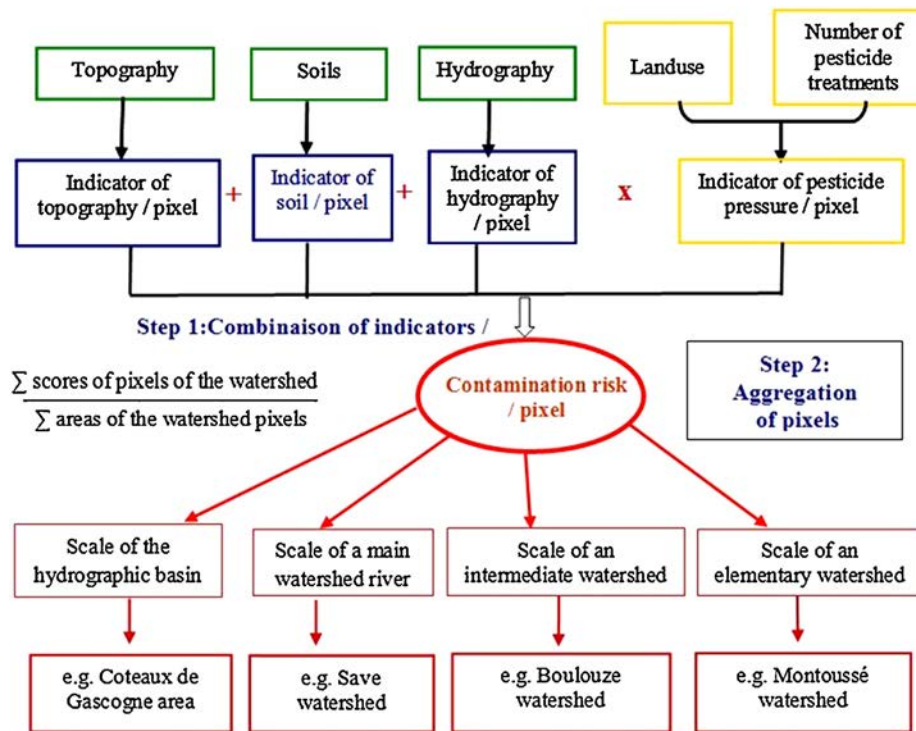 Topography
Soils
Hydrography
Landuse
Number of
pesticide
treatments
Indicator of
topography / pixel
+
Indicator of
soil / pixel
+
Indicator of
hydrography
/ pixel
x
Indicator of pesticide
pressure / pixel
Step 1:Combinaison of indicators /
∑ scores of pixels of the watershed
∑ areas of the watershed pixels
Contamination risk
/ pixel
Step 2:
Aggregation
of pixels
Scale of the
hydrographic basin
Scale of a main
watershed river
Scale of an
intermediate watershed
Scale of an
elementary watershed
e.g. Coteaux de
Gascogne area
e.g. Save
watershed
e.g. Boulouze
watershed
e.g. Montoussé
watershed